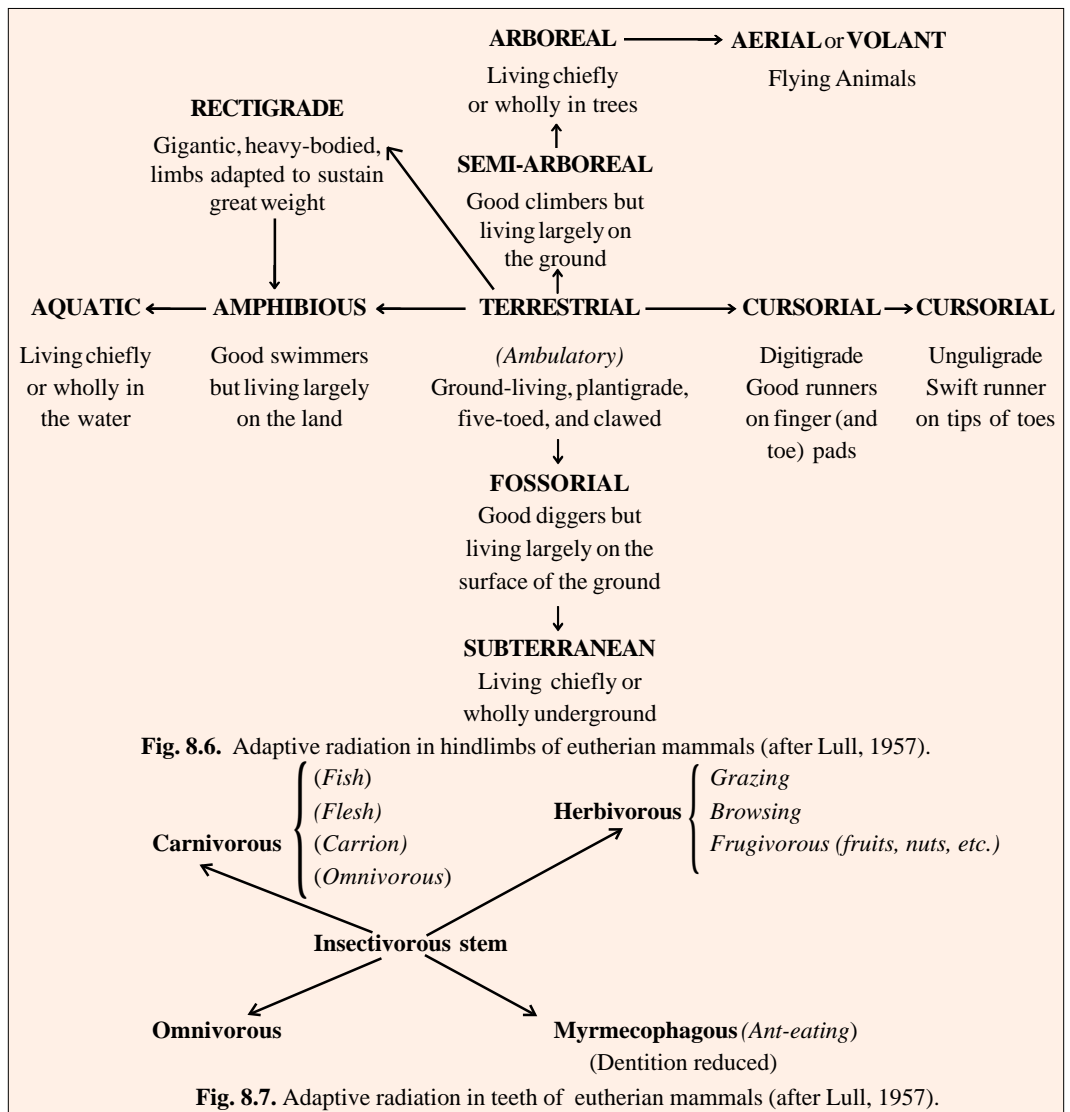 ARBOREAL AERIAL or VOLANT
Living chiefly
or wholly in trees
Flying Animals
RECTIGRADE
Gigantic, heavy-bodied,
limbs adapted to sustain
great weight
SEMI-ARBOREAL
Good climbers but
living largely on
the ground
AQUATIC AMPHIBIOUS TERRESTRIAL CURSORIAL CURSORIAL
Living chiefly
or wholly in
the water
Good swimmers
but living largely
on the land
(Ambulatory)
Ground-living, plantigrade,
five-toed, and clawed
Digitigrade
Good runners
on finger (and
toe) pads
Unguligrade
Swift runner
on tips of toes
FOSSORIAL
Good diggers but
living largely on the
surface of the ground
SUBTERRANEAN
Living chiefly or
wholly underground
Fig. 8.6. Adaptive radiation in hindlimbs of eutherian mammals (after Lull, 1957).
Carnivorous
(Fish)
(Flesh)
(Carrion)
(Omnivorous)
Herbivorous
Grazing
Browsing
Frugivorous (fruits, nuts, etc.)
Insectivorous stem
Omnivorous
Myrmecophagous (Ant-eating)
(Dentition reduced)
Fig. 8.7. Adaptive radiation in teeth of eutherian mammals (after Lull, 1957).